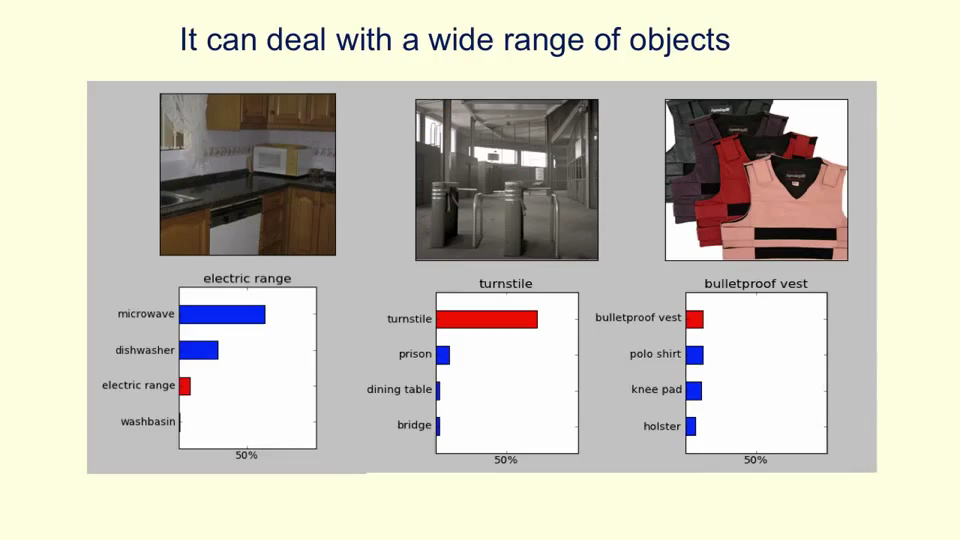 It can deal with a wide range of objects
electric range
microwave
dishwasher
electric range
washbasin
50%
turnstile
turnstile
prison
dining table
bridge
50%
bulletproof vest
bulletproof vest
polo shirt
knee pad
holster
50%